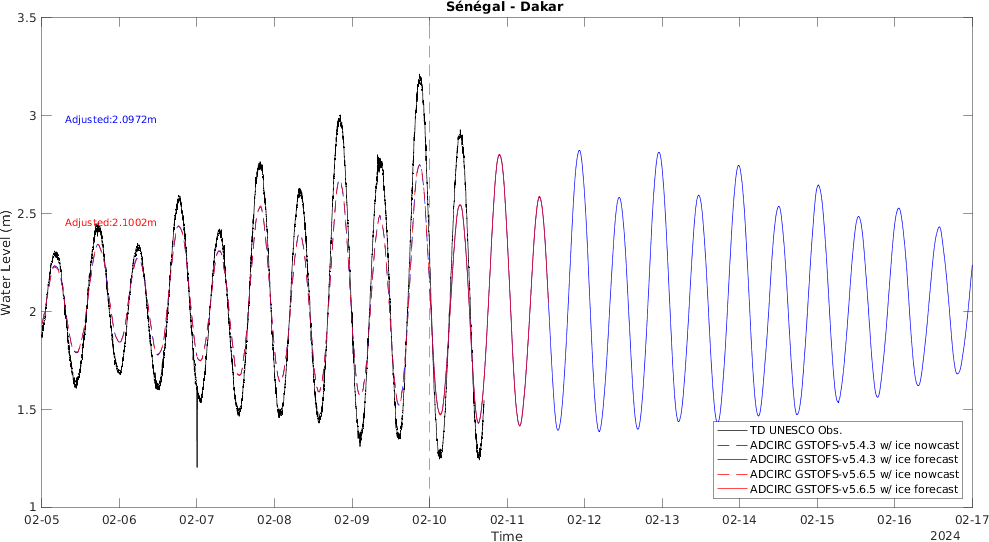 Sénégal - Dakar
3.5
3
2.5
2
1.5
1
Water Level (m)
Adjusted:2.0972m
Adjusted:2.1002m
TD UNESCO Obs.
ADCIRC GSTOFS-v5.4.3 w/ ice nowcast
ADCIRC GSTOFS-v5.4.3 w/ ice forecast
ADCIRC GSTOFS-v5.6.5 w/ ice nowcast
ADCIRC GSTOFS-v5.6.5 w/ ice forecast
02-05 02-06 02-07 02-08 02-09 02-10 02-11 02-12 02-13 02-14 02-15 02-16 02-17
Time
2024